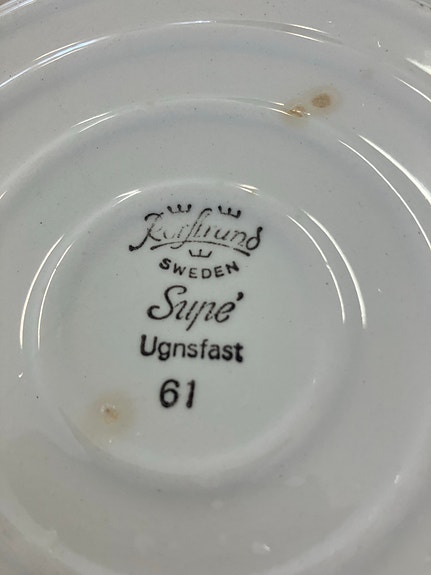 Rörstrand
SWEDEN
Supé
Ugnsfast
61